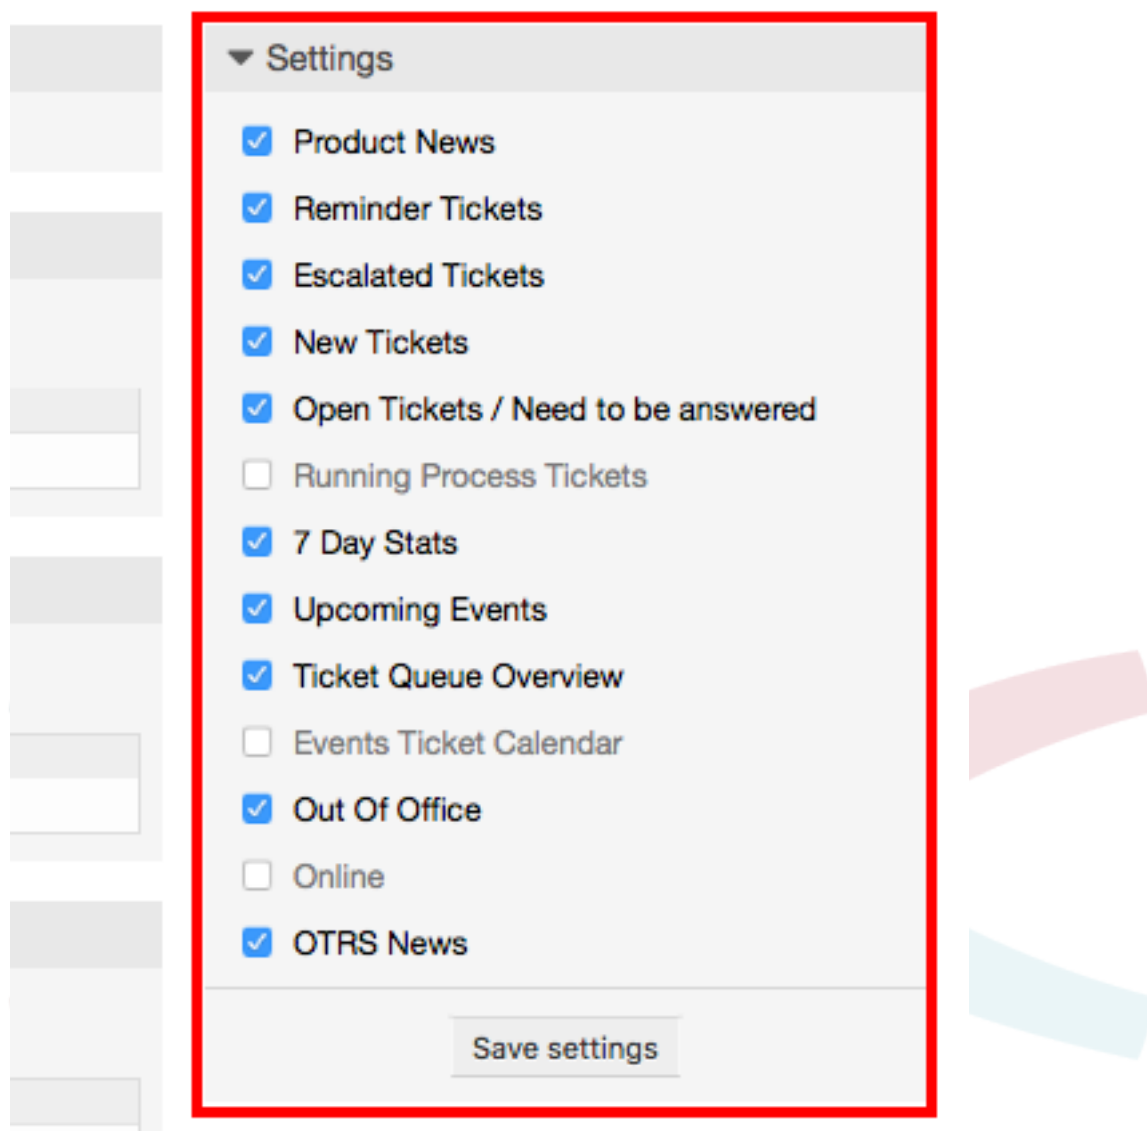 Settings
Product News
Reminder Tickets
Escalated Tickets
New Tickets
Open Tickets / Need to be answered
Running Process Tickets
7 Day Stats
Upcoming Events
Ticket Queue Overview
Events Ticket Calendar
Out Of Office
Online
OTRS News
Save settings